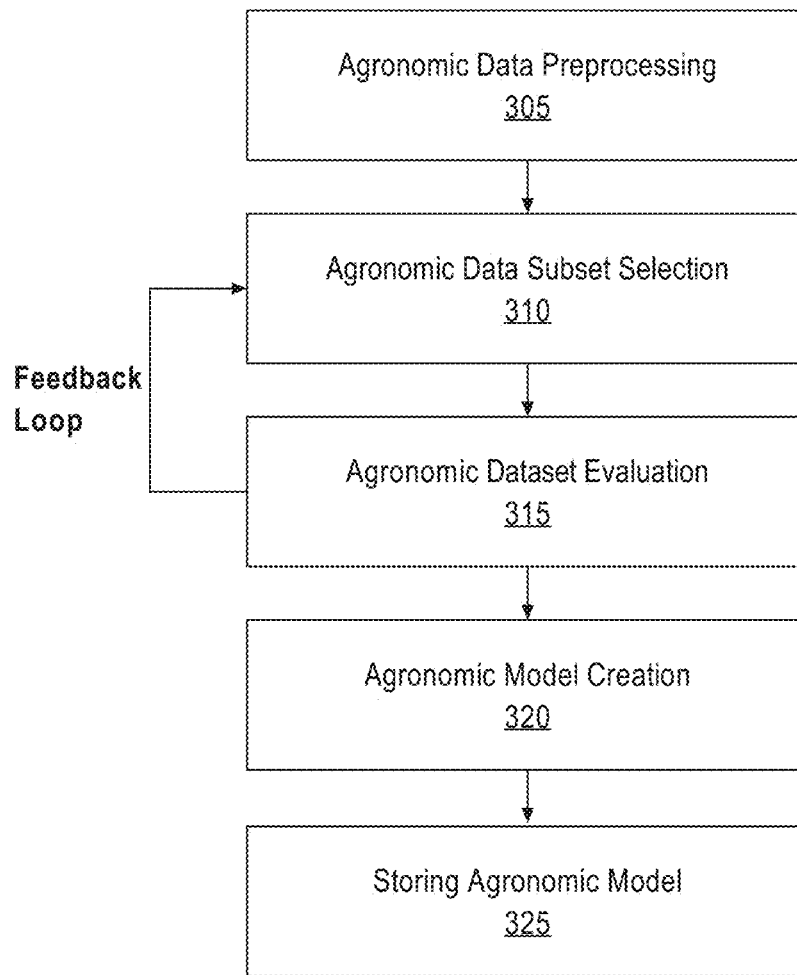 Agronomic Data Preprocessing
305
Agronomic Data Subset Selection
310
Feedback
Loop
Agronomic Dataset Evaluation
315
Agronomic Model Creation
320
Storing Agronomic Model
325